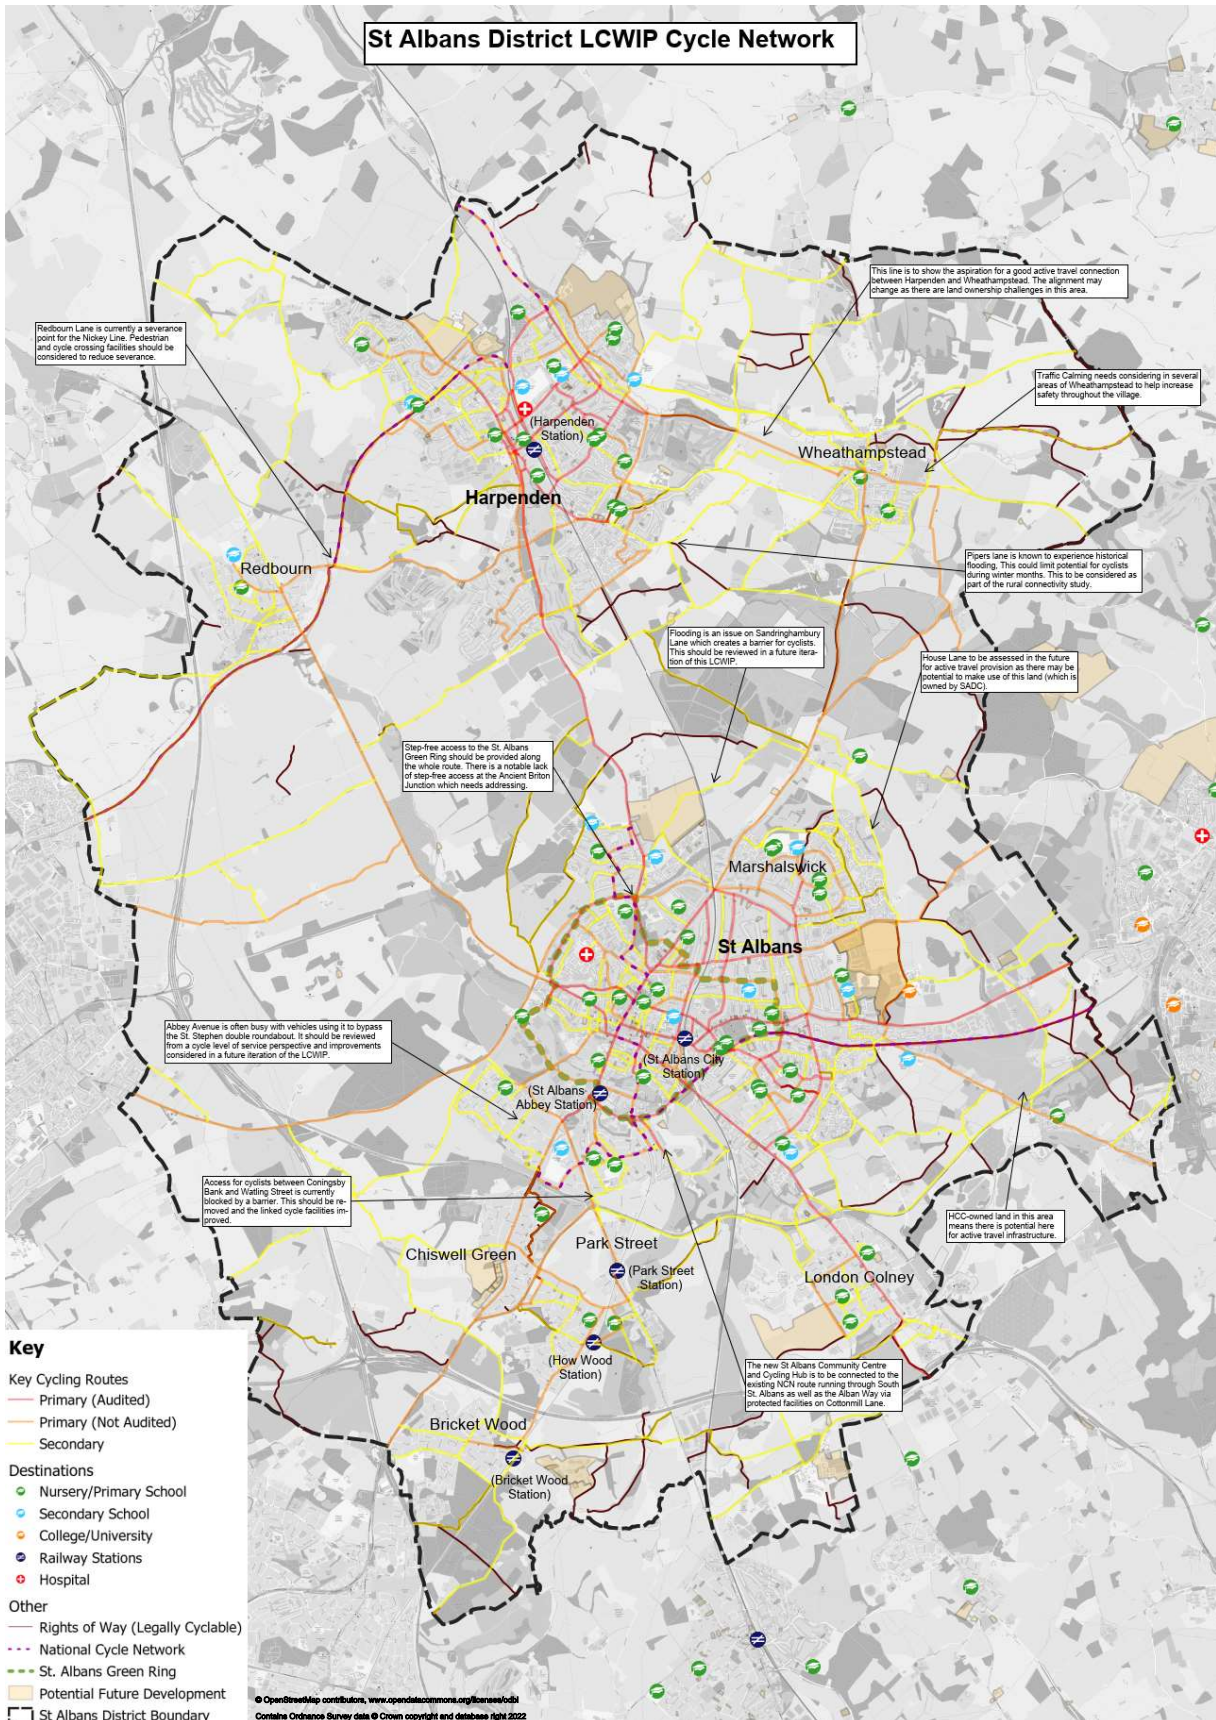 St Albans District LCWIP Cycle Network
This line is to show the aspiration for a good active travel connection
between Harpenden and Wheathampstead. The alignment may
change as there are land ownership challenges in this area.
Redbourn Lane is currently a severance
point for the Nickey Line. Pedestrian
and cycle crossing facilities should be
considered to reduce severance.
Traffic Calming needs considering in several
areas of Wheathampstead to help increase
safety throughout the village.
(Harpenden
Station)
Wheathampstead
Harpenden
Redbourn
Pipers lane is known to experience historical
flooding, This could limit potential for cyclists
during winter months. This to be considered as
part of the rural connectivity study.
Flooding is an issue on Sandringhambury
Lane which creates a barrier for cyclists.
This should be reviewed in a future itera-
tion of this LCWIP.
House Lane to be assessed in the future
for active travel provision as there may be
potential to make use of this land (which is
owned by SADC).
Step-free access to the St. Albans
Green Ring should be provided along
the whole route. There is a notable lack
of step-free access at the Ancient Briton
Junction which needs addressing.
Marshalswick
St Albans
Abbey Avenue is often busy with vehicles using it to bypass
the St. Stephen double roundabout. It should be reviewed
from a cycle level of service perspective and improvements
considered in a future iteration of the LCWIP.
(St Albans City
Station)
(St Albans
Abbey Station)
Access for cyclists between Coningsby
Bank and Watling Street is currently
blocked by a barrier. This should be re-
moved and the linked cycle facilities im-
proved.
HCC-owned land in this area
means there is potential here
for active travel infrastructure.
Park Street
Chiswell Green
(Park Street
Station)
London Colney
(How Wood
Station)
The new St Albans Community Centre
and Cycling Hub is to be connected to the
existing NCN route running through South
St. Albans as well as the Alban Way via
protected facilities on Cottonmill Lane.
Bricket Wood
(Bricket Wood
Station)
Key
Key Cycling Routes
Primary (Audited)
Primary (Not Audited)
Secondary
Destinations
Nursery/Primary School
Secondary School
College/University
Railway Stations
Hospital
Other
Rights of Way (Legally Cyclable)
National Cycle Network
St. Albans Green Ring
Potential Future Development
St Albans District Boundary
© OpenStreetMap contributors, www.opendatacommons.org/licenses/odbl
Contains Ordnance Survey data © Crown copyright and database right 2022